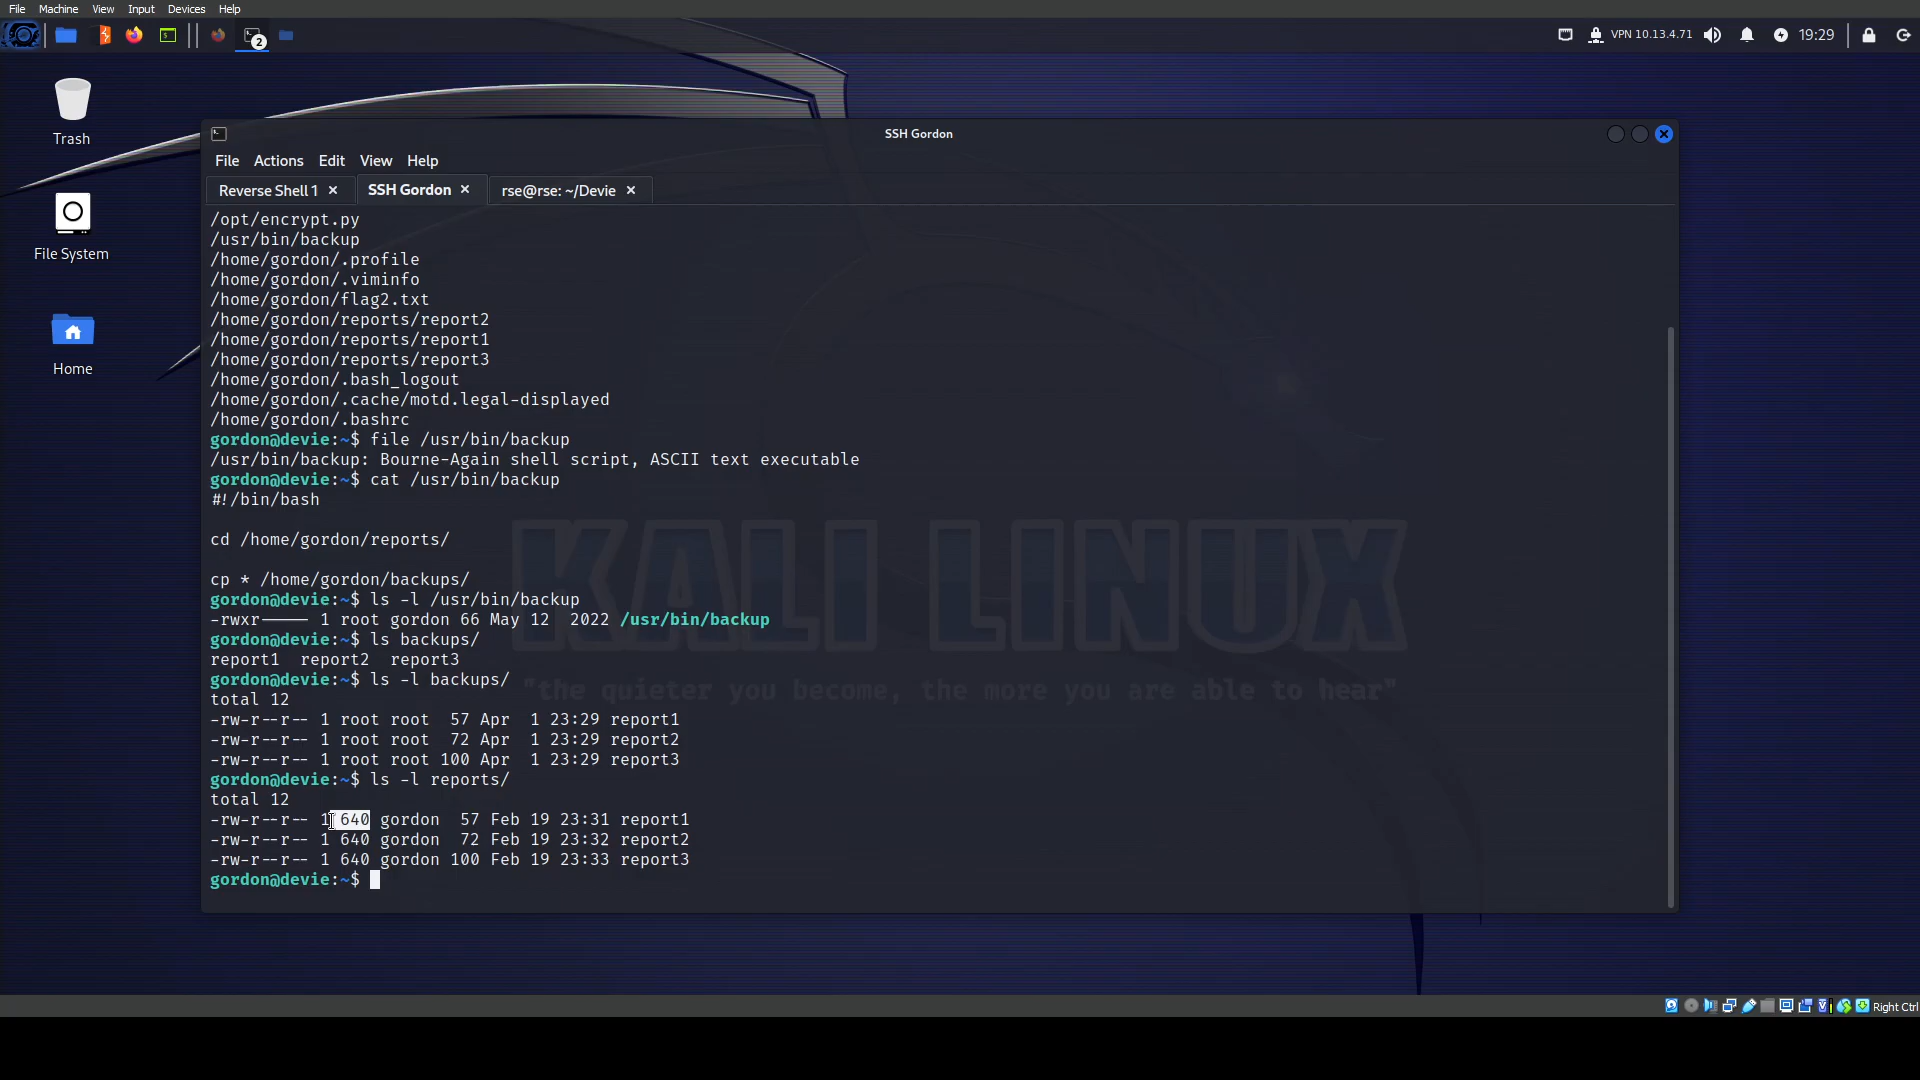 File Machine View Input Devices Help
2
VPN 10.13.4.71
19:29
Trash
File System
Home
SSH Gordon
File Actions Edit View Help
Reverse Shell 1
SSH Gordon
rse@rse: ~/Devie
/opt/encrypt.py
/usr/bin/backup
/home/gordon/.profile
/home/gordon/.viminfo
/home/gordon/flag2.txt
/home/gordon/reports/report2
/home/gordon/reports/report1
/home/gordon/reports/report3
/home/gordon/.bash_logout
/home/gordon/.cache/motd.legal-displayed
/home/gordon/.bashrc
gordon@devie:~$ file /usr/bin/backup
/usr/bin/backup: Bourne-Again shell script, ASCII text executable
gordon@devie:~$ cat /usr/bin/backup
#!/bin/bash
cd /home/gordon/reports/
cp * /home/gordon/backups/
gordon@devie:~$ ls -l /usr/bin/backup
-rwxr----- 1 root gordon 66 May 12  2022 /usr/bin/backup
gordon@devie:~$ ls backups/
report1  report2  report3
gordon@devie:~$ ls -l backups/
total 12
-rw-r--r-- 1 root root  57 Apr  1 23:29 report1
-rw-r--r-- 1 root root  72 Apr  1 23:29 report2
-rw-r--r-- 1 root root 100 Apr  1 23:29 report3
gordon@devie:~$ ls -l reports/
total 12
-rw-r--r-- 1 640 gordon  57 Feb 19 23:31 report1
-rw-r--r-- 1 640 gordon  72 Feb 19 23:32 report2
-rw-r--r-- 1 640 gordon 100 Feb 19 23:33 report3
gordon@devie:~$
KALI LINUX
"the quieter you become, the more you are able to hear"
Right Ctrl